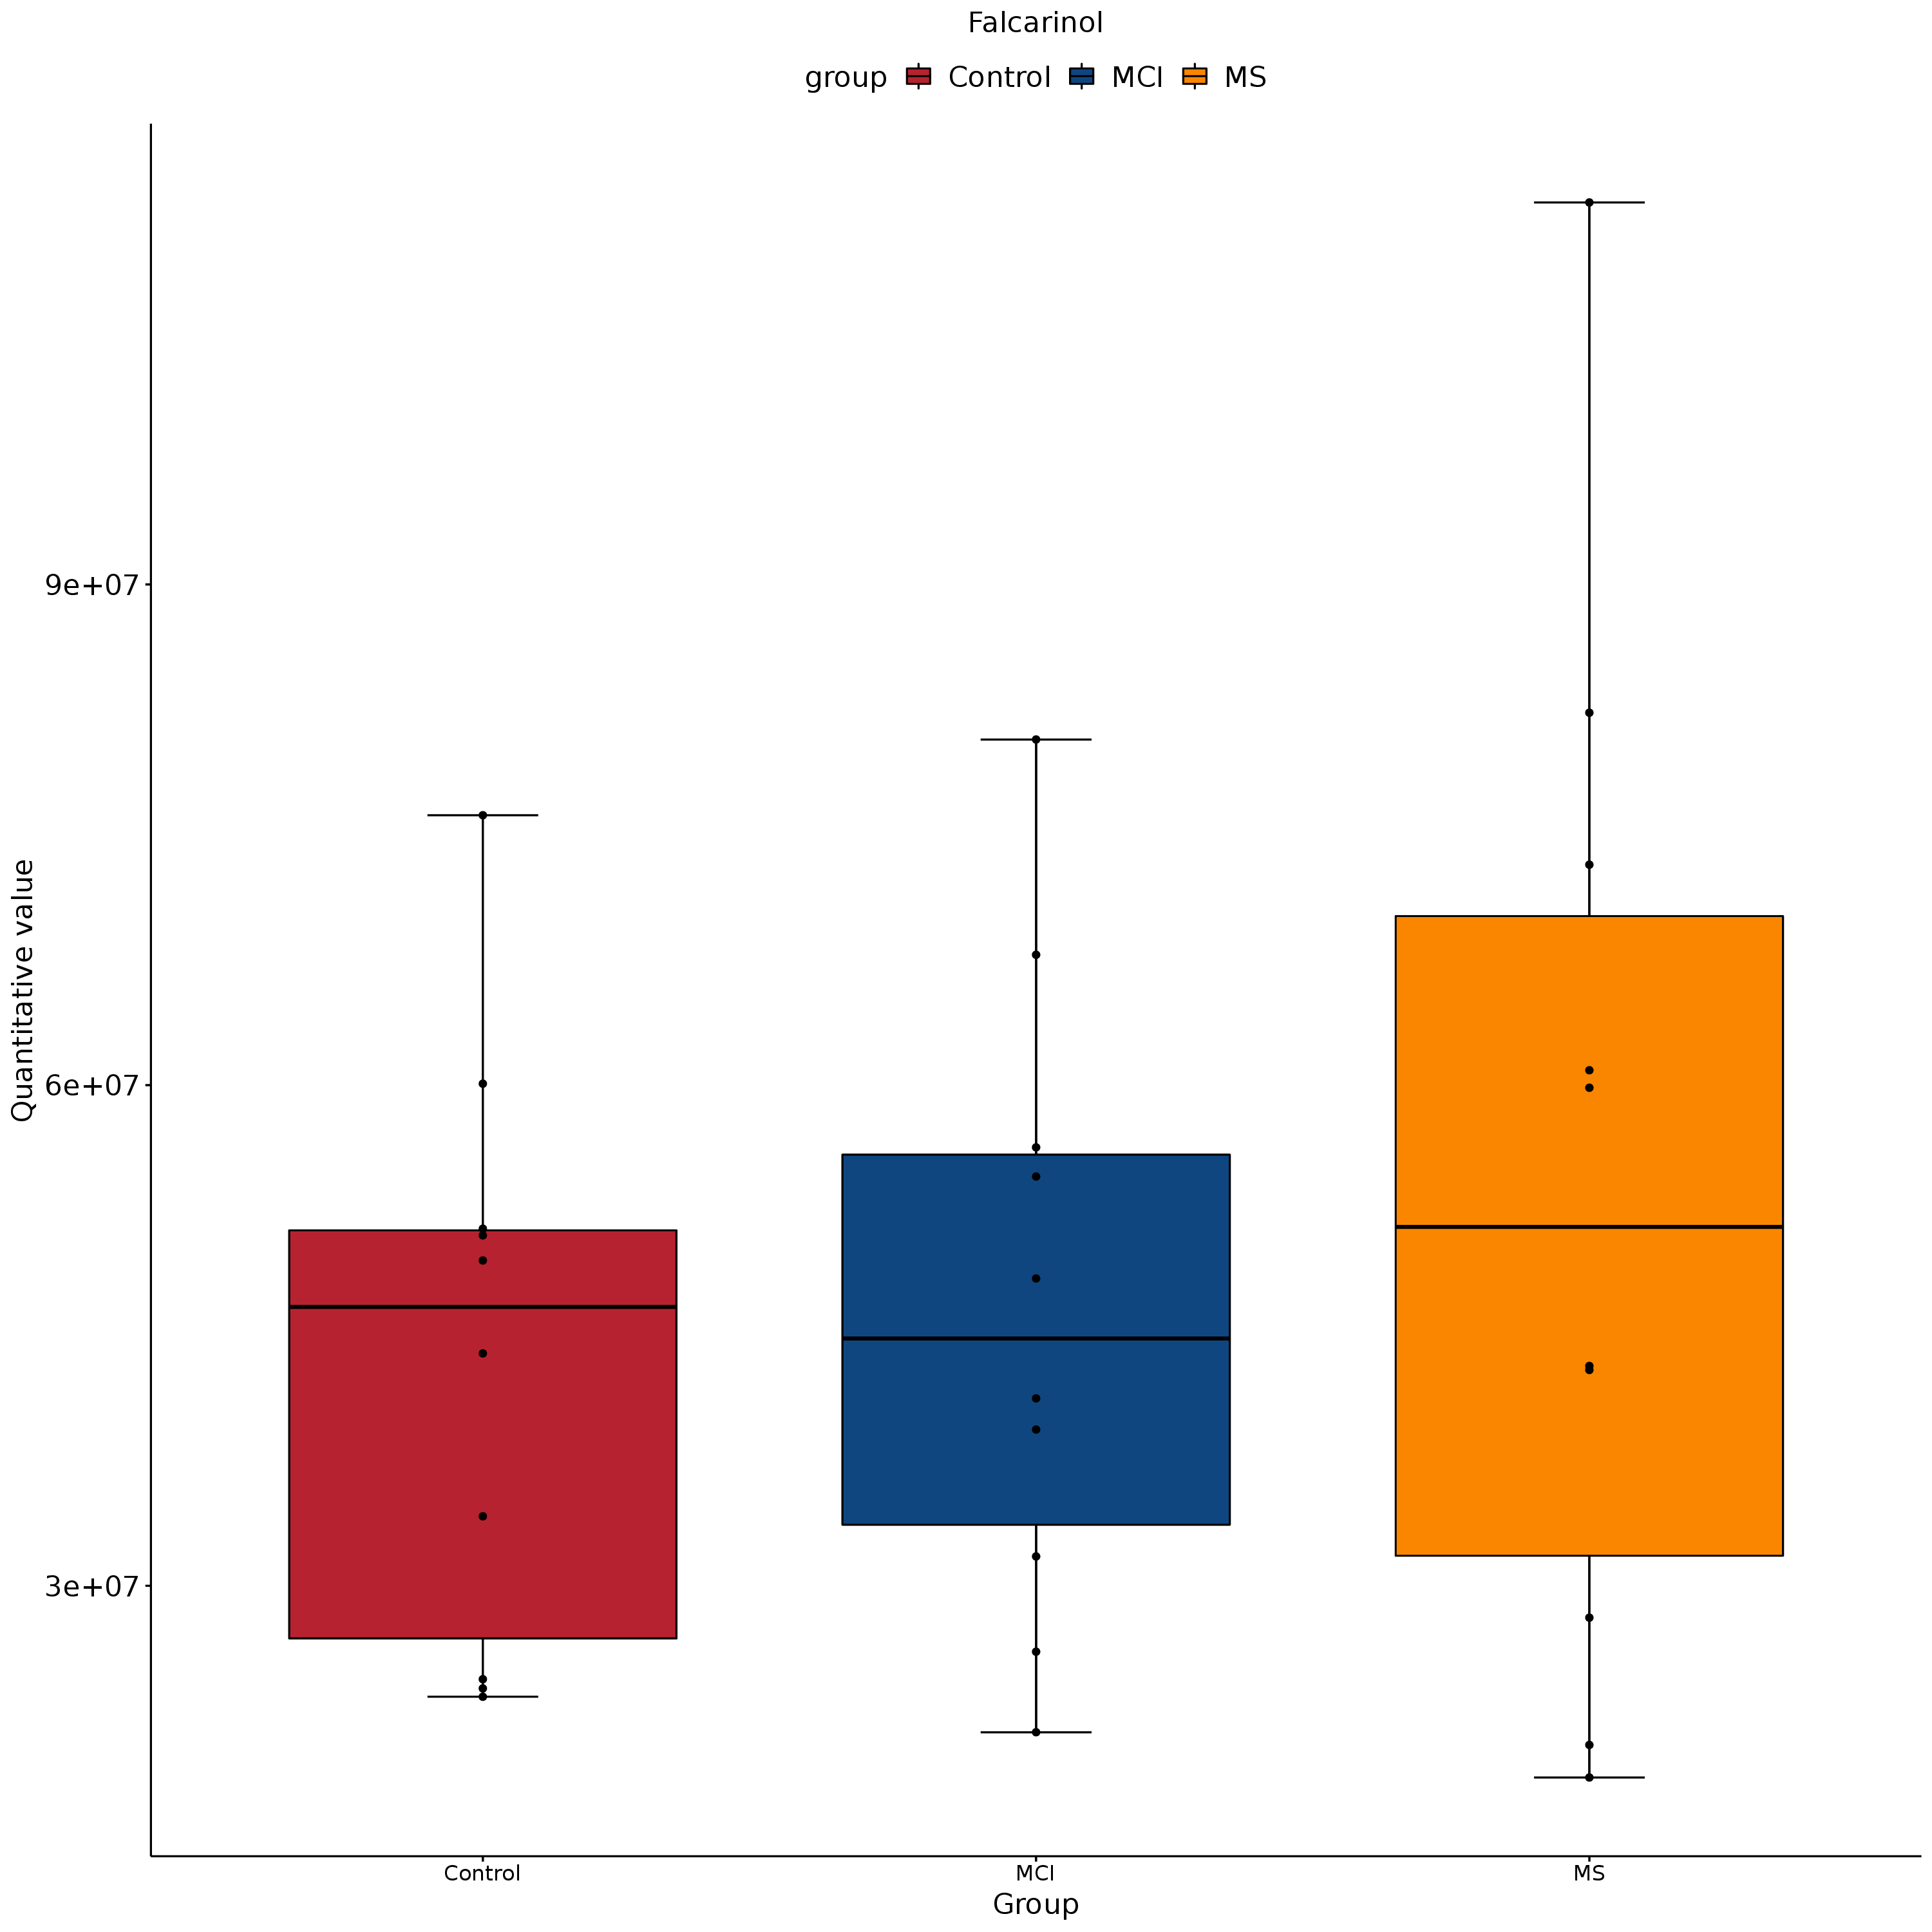 Falcarinol
group Control MCI MS
Quantitative value
9e+07
6e+07
3e+07
Control MCI MS
Group